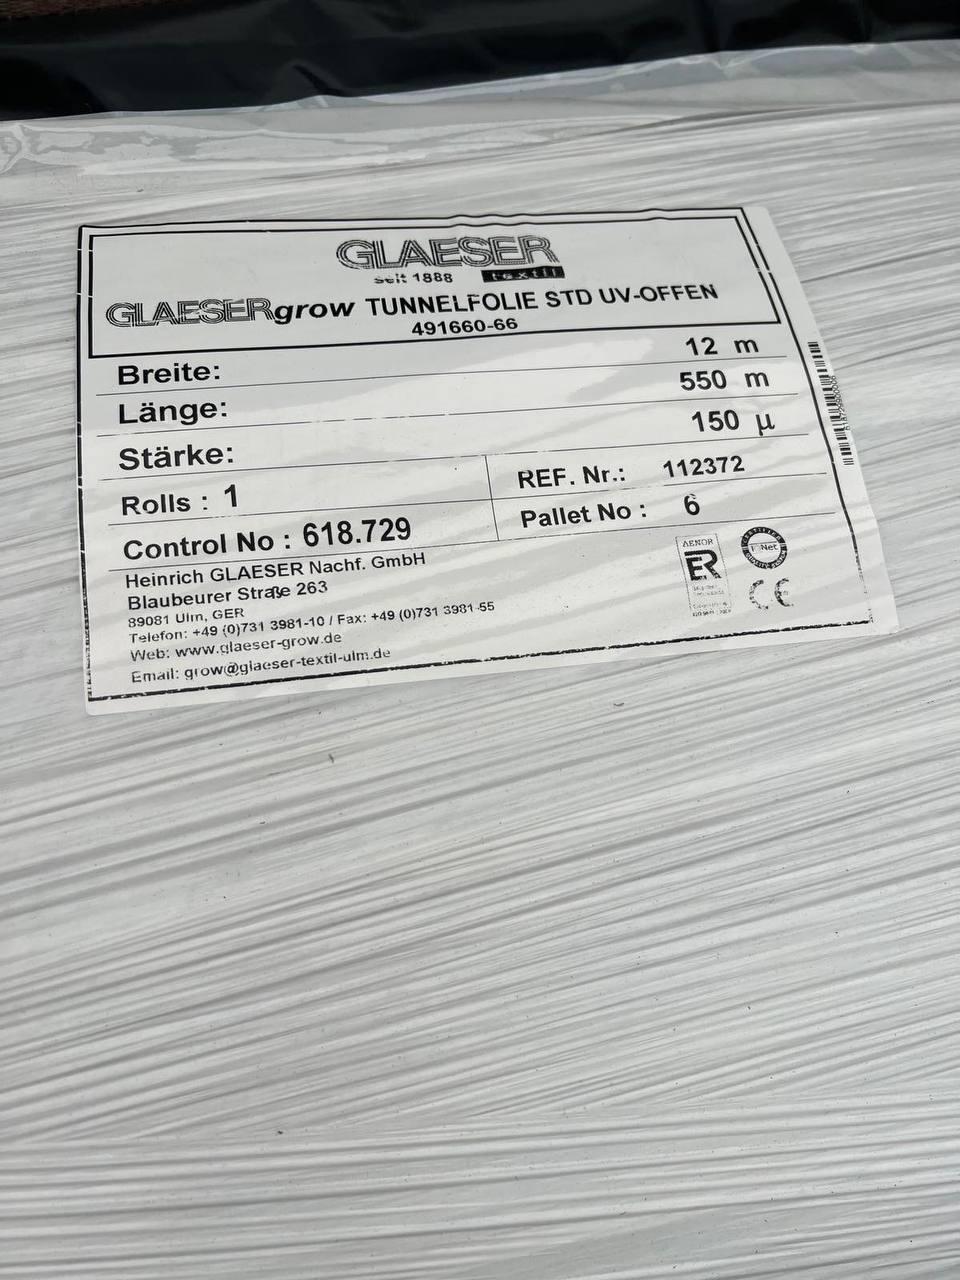 GLAESER
seit 1888 textil
GLAESERgrow TUNNELFOLIE STD UV-OFFEN
491660-66
Breite: 12 m
Länge: 550 m
Stärke: 150 µ
Rolls : 1
REF. Nr.: 112372
Control No : 618.729
Pallet No : 6
Heinrich GLAESER Nachf. GmbH
Blaubeurer Straße 263
89081 Ulm, GER
Telefon: +49 (0)731 3981-10 / Fax: +49 (0)731 3981-55
Web: www.glaeser-grow.de
Email: grow@glaeser-textil-ulm.de
AENOR
ER
IQNet
CE